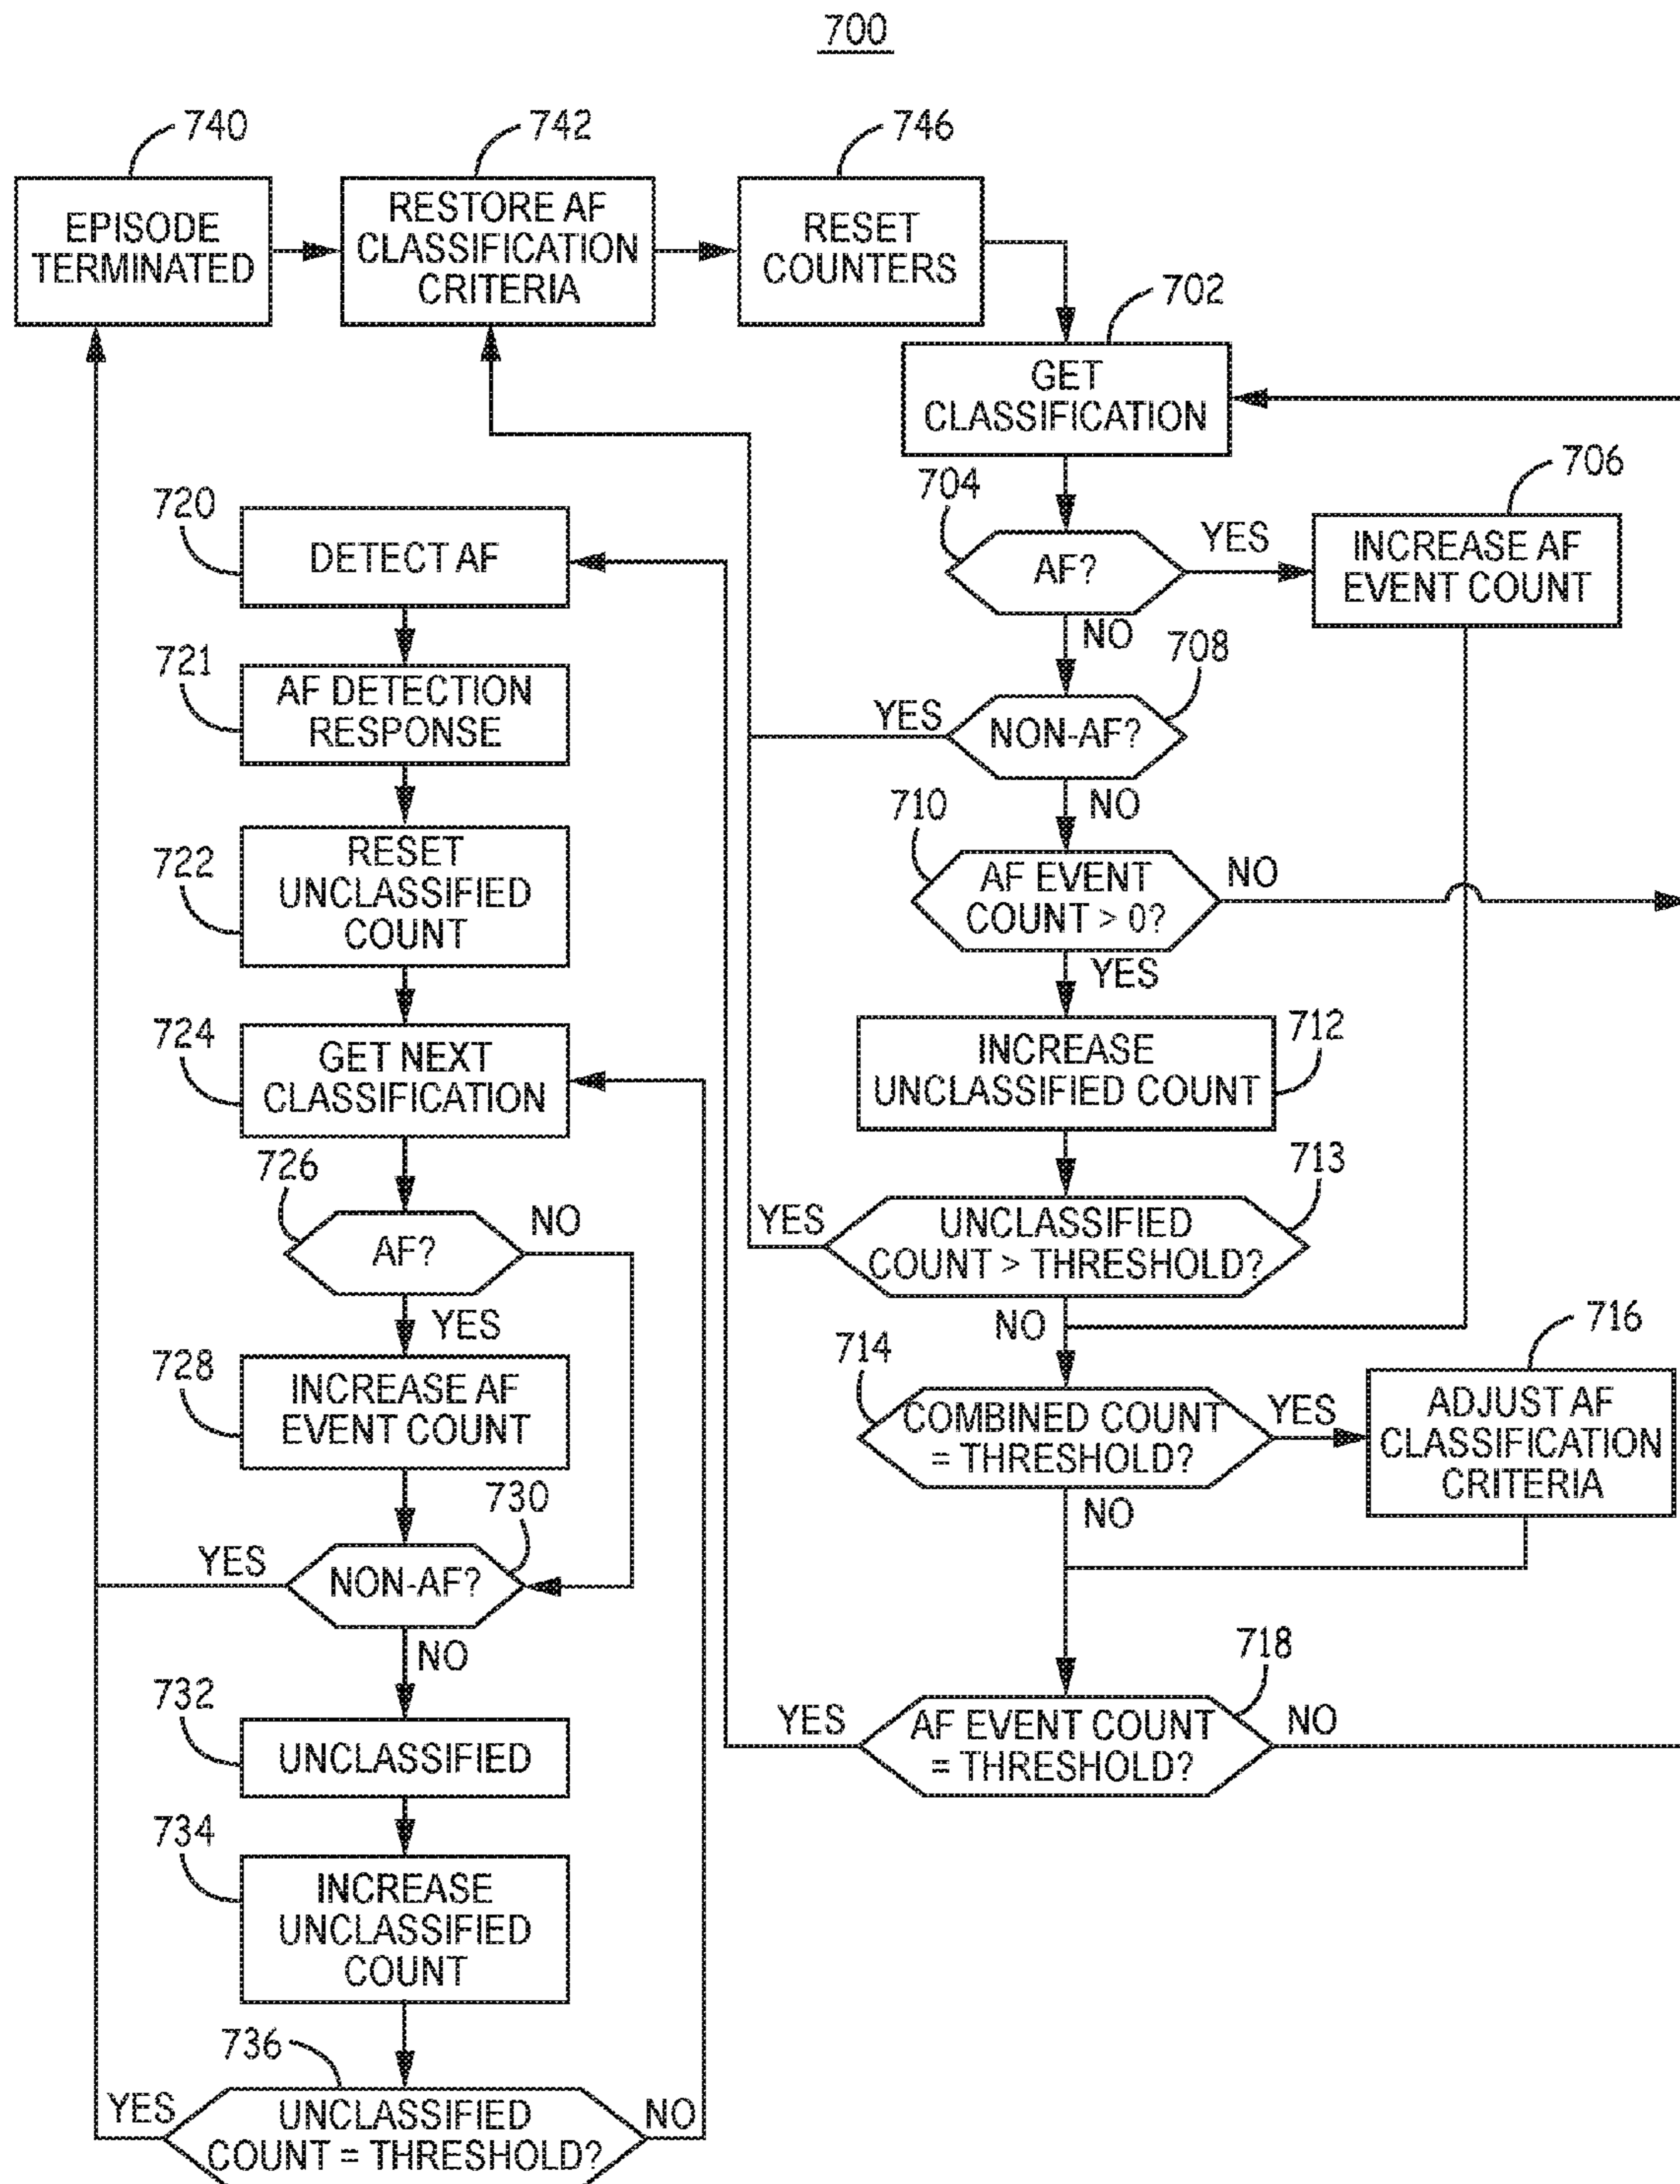 700
740
742
746
EPISODE
TERMINATED
RESTORE AF
CLASSIFICATION
CRITERIA
RESET
COUNTERS
702
GET
CLASSIFICATION
704
AF?
YES
706
INCREASE AF
EVENT COUNT
NO
708
YES
NON-AF?
NO
710
AF EVENT
COUNT > 0?
NO
YES
INCREASE
UNCLASSIFIED COUNT
712
713
YES
UNCLASSIFIED
COUNT > THRESHOLD?
NO
714
COMBINED COUNT
= THRESHOLD?
YES
716
ADJUST AF
CLASSIFICATION
CRITERIA
NO
718
YES
AF EVENT COUNT
= THRESHOLD?
NO
720
DETECT AF
721
AF DETECTION
RESPONSE
722
RESET
UNCLASSIFIED
COUNT
724
GET NEXT
CLASSIFICATION
726
AF?
NO
YES
728
INCREASE AF
EVENT COUNT
730
YES
NON-AF?
NO
732
UNCLASSIFIED
734
INCREASE
UNCLASSIFIED
COUNT
736
YES
UNCLASSIFIED
COUNT = THRESHOLD?
NO